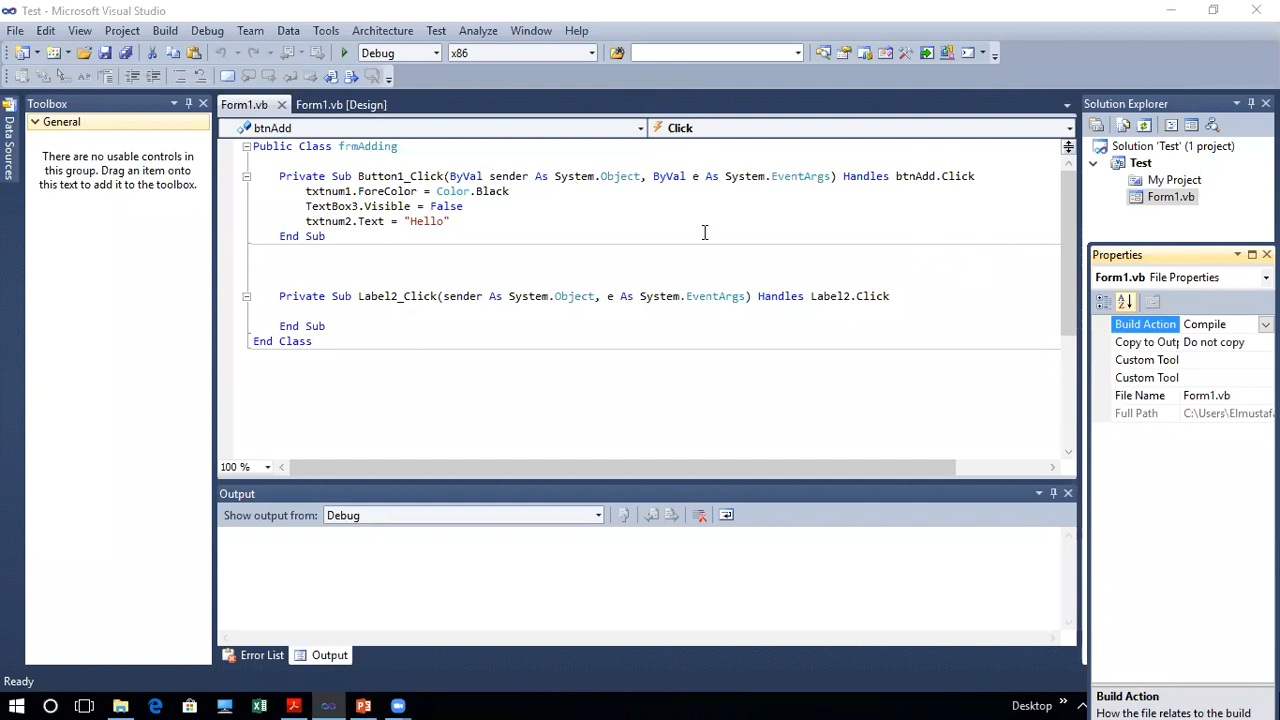 Test - Microsoft Visual Studio
File Edit View Project Build Debug Team Data Tools Architecture Test Analyze Window Help
Debug x86
Data Sources
Toolbox
General
There are no usable controls in
this group. Drag an item onto
this text to add it to the toolbox.
Form1.vb Form1.vb [Design]
btnAdd Click
Public Class frmAdding
Private Sub Button1_Click(ByVal sender As System.Object, ByVal e As System.EventArgs) Handles btnAdd.Click
txtnum1.ForeColor = Color.Black
TextBox3.Visible = False
txtnum2.Text = "Hello"
End Sub
Private Sub Label2_Click(sender As System.Object, e As System.EventArgs) Handles Label2.Click
End Sub
End Class
100 %
Output
Show output from: Debug
Error List Output
Solution Explorer
Solution 'Test' (1 project)
Test
My Project
Form1.vb
Properties
Form1.vb File Properties
Build Action Compile
Copy to Outp Do not copy
Custom Tool
Custom Tool
File Name Form1.vb
Full Path C:\Users\Elmustafa
Build Action
How the file relates to the build
Ready
Desktop